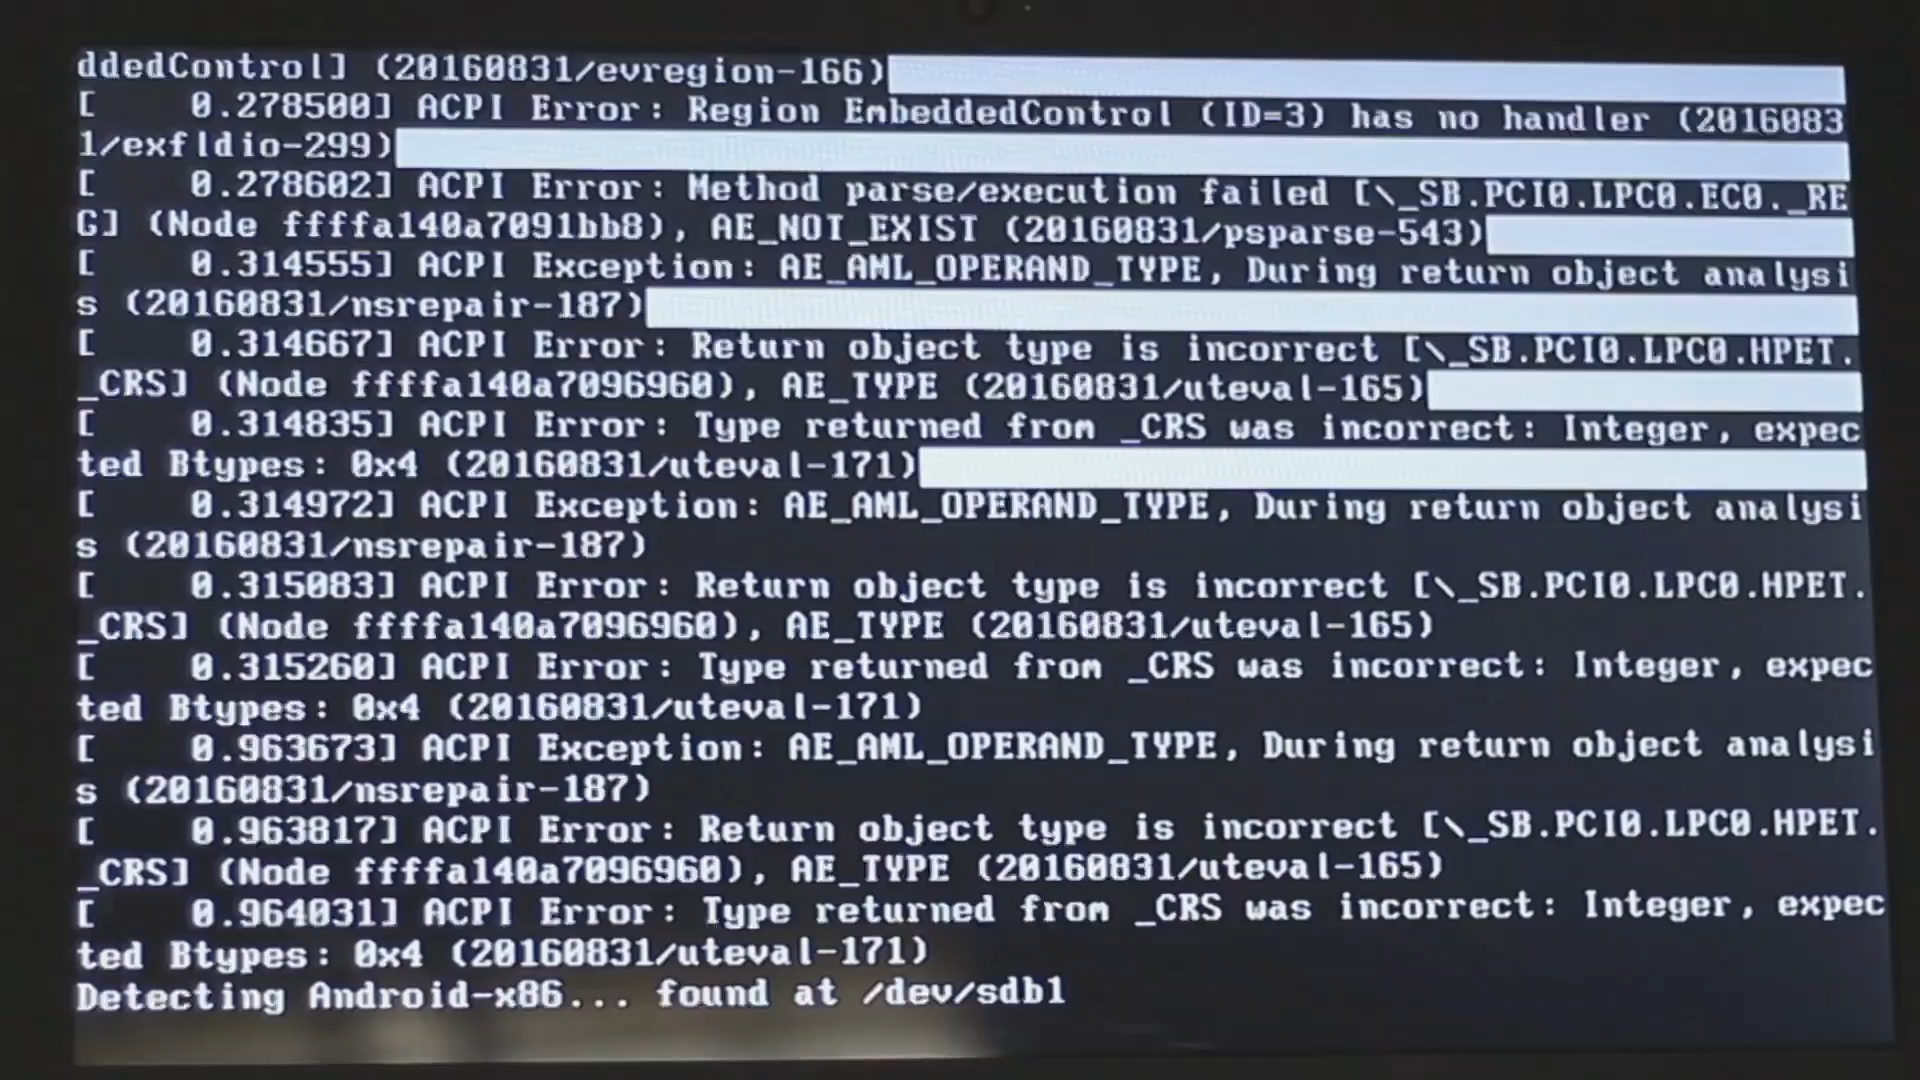 ddedControl] (20160831/evregion-166)
[    0.278500] ACPI Error: Region EmbeddedControl (ID=3) has no handler (2016083
1/exfldio-299)
[    0.278602] ACPI Error: Method parse/execution failed [\_SB.PCI0.LPC0.EC0._RE
G] (Node ffffa140a7091bb8), AE_NOT_EXIST (20160831/psparse-543)
[    0.314555] ACPI Exception: AE_AML_OPERAND_TYPE, During return object analysi
s (20160831/nsrepair-187)
[    0.314667] ACPI Error: Return object type is incorrect [\_SB.PCI0.LPC0.HPET.
_CRS] (Node ffffa140a7096960), AE_TYPE (20160831/uteval-165)
[    0.314835] ACPI Error: Type returned from _CRS was incorrect: Integer, expec
ted Btypes: 0x4 (20160831/uteval-171)
[    0.314972] ACPI Exception: AE_AML_OPERAND_TYPE, During return object analysi
s (20160831/nsrepair-187)
[    0.315083] ACPI Error: Return object type is incorrect [\_SB.PCI0.LPC0.HPET.
_CRS] (Node ffffa140a7096960), AE_TYPE (20160831/uteval-165)
[    0.315260] ACPI Error: Type returned from _CRS was incorrect: Integer, expec
ted Btypes: 0x4 (20160831/uteval-171)
[    0.963673] ACPI Exception: AE_AML_OPERAND_TYPE, During return object analysi
s (20160831/nsrepair-187)
[    0.963817] ACPI Error: Return object type is incorrect [\_SB.PCI0.LPC0.HPET.
_CRS] (Node ffffa140a7096960), AE_TYPE (20160831/uteval-165)
[    0.964031] ACPI Error: Type returned from _CRS was incorrect: Integer, expec
ted Btypes: 0x4 (20160831/uteval-171)
Detecting Android-x86... found at /dev/sdb1